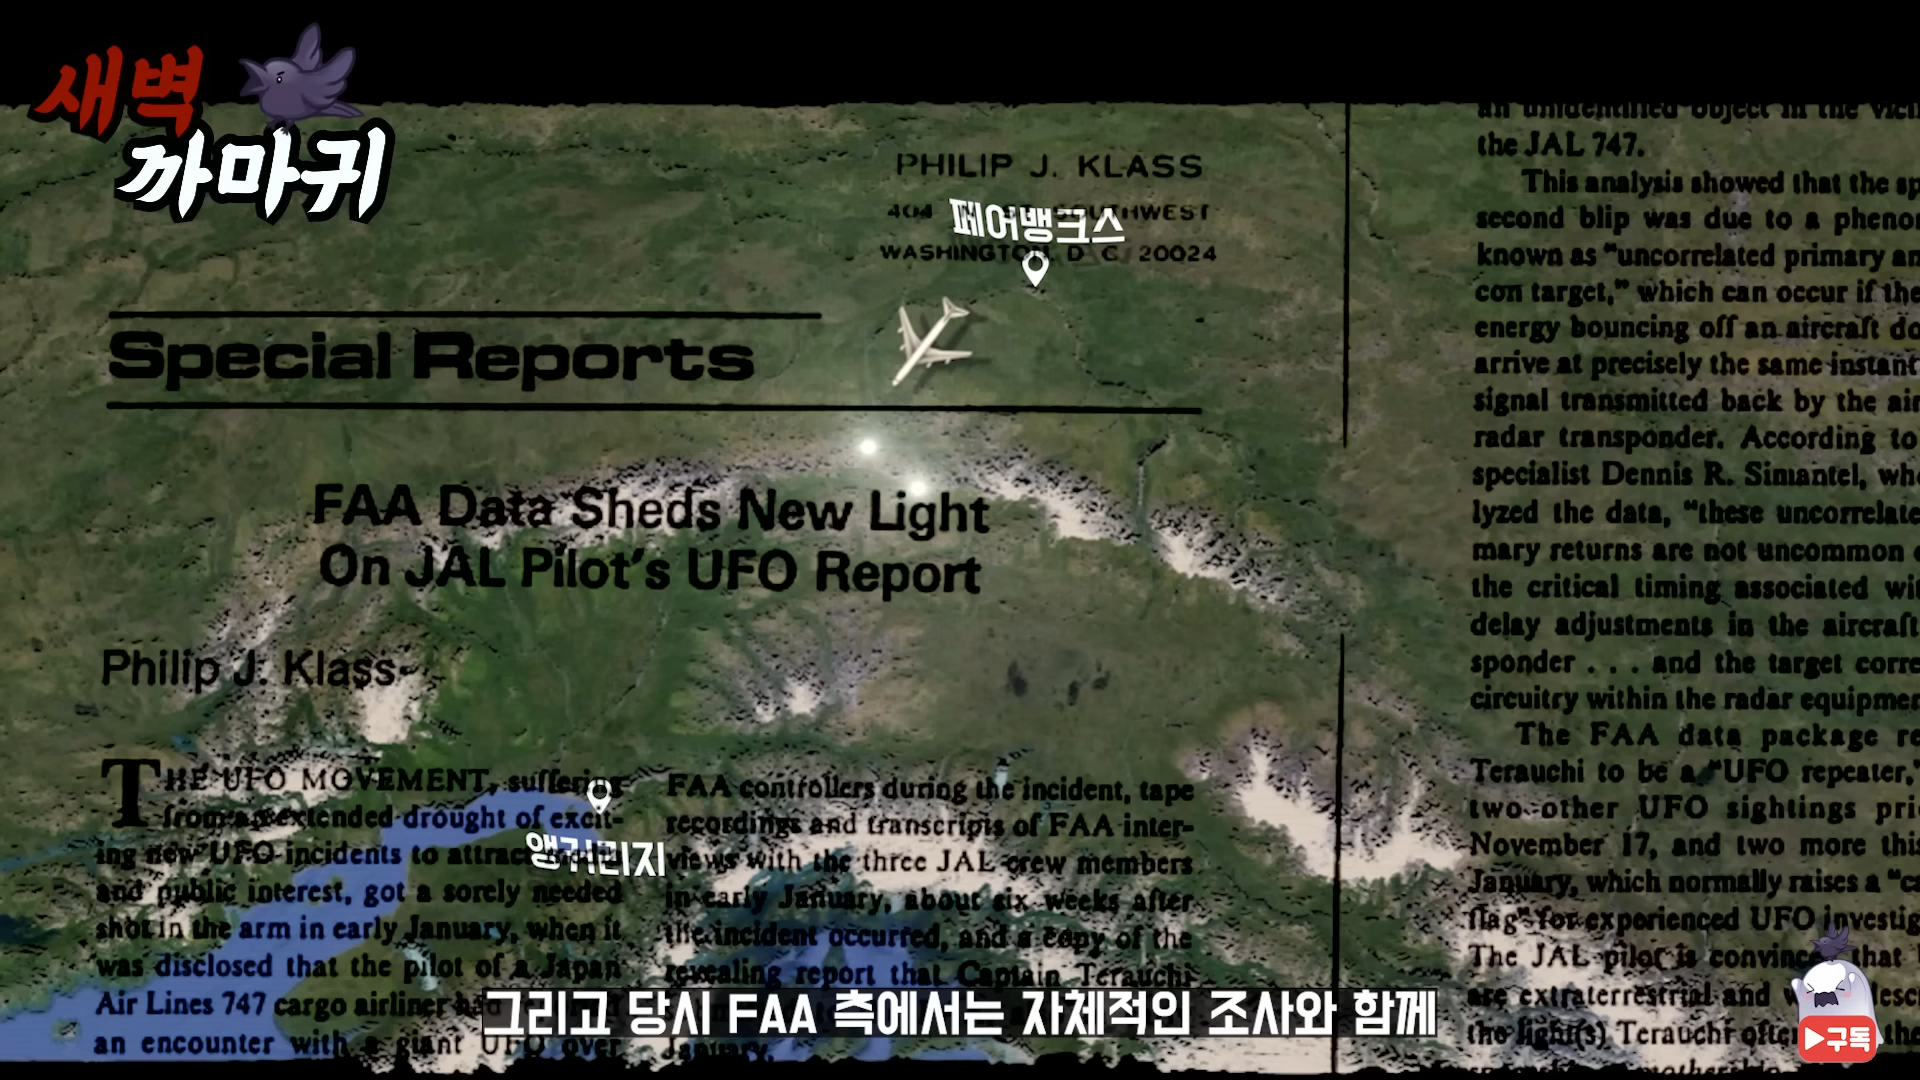 새벽
까마귀
PHILIP J. KLASS
404 SOUTHWEST
페어뱅크스
WASHINGTON, D C 20024
Special Reports
FAA Data Sheds New Light
On JAL Pilot's UFO Report
Philip J. Klass
THE UFO MOVEMENT, suffering
from an extended drought of excit-
ing new UFO incidents to attract
and public interest, got a sorely needed
shot in the arm in early January, when it
was disclosed that the pilot of a Japan
Air Lines 747 cargo airliner
an encounter with a giant UFO over
앵커리지
FAA controllers during the incident, tape
recordings and transcripts of FAA inter-
views with the three JAL crew members
in early January, about six weeks after
the incident occurred, and a copy of the
revealing report that Captain Terauchi
January.
an unidentified object in the
the JAL 747.
This analysis showed that the
second blip was due to a
known as "uncorrelated primary
con target," which can occur if the
energy bouncing off an aircraft
arrive at precisely the same instant
signal transmitted back by the
radar transponder. According to
specialist Dennis R. Simantel,
lyzed the data, "these
mary returns are not uncommon
the critical timing associated
delay adjustments in the
sponder . . . and the target
circuitry within the radar
The FAA data package
Terauchi to be a "UFO repeater,"
two other UFO sightings
November 17, and two more this
January, which normally raises a
flag" for experienced UFO
The JAL pilot is convinced that
are extraterrestrial and
the light(s) Terauchi
그리고 당시 FAA 측에서는 자체적인 조사와 함께
구독